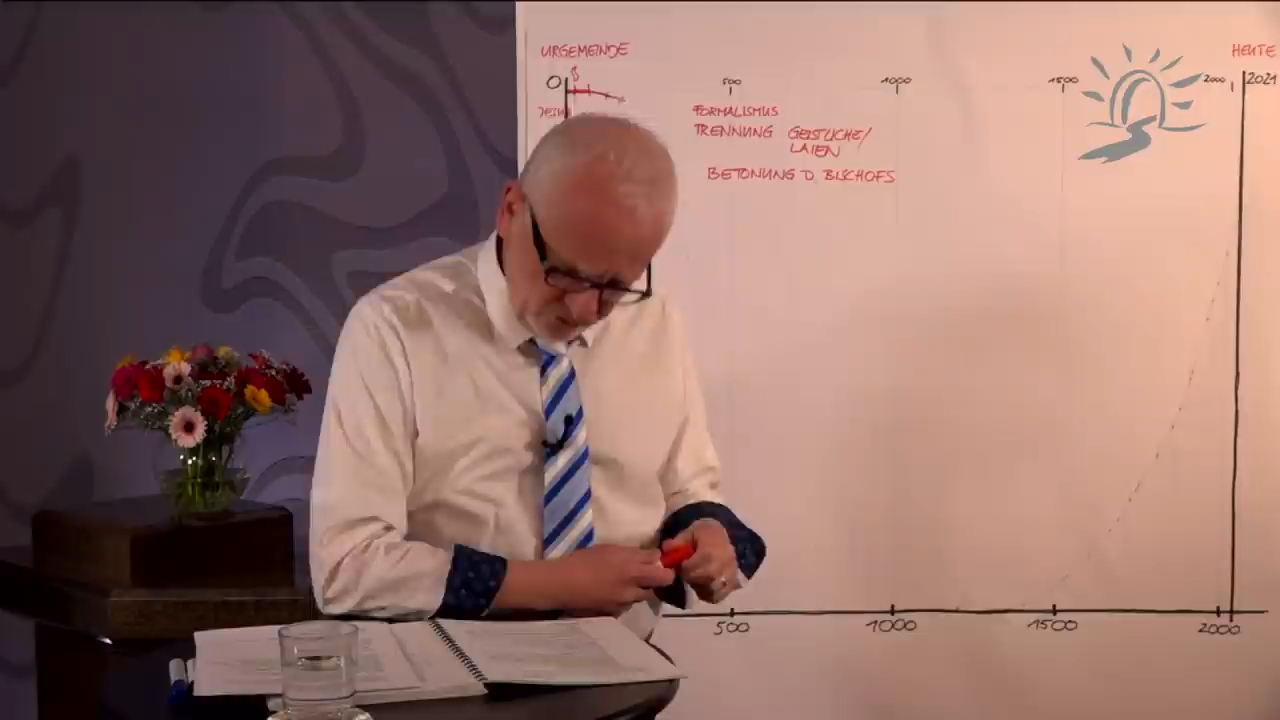 URGEMEINDE
HEUTE
0 500 1000 1500 2000 2021
FORMALISMUS
TRENNUNG GEISTLICHE/
LAIEN
BETONUNG D. BISCHOFS
500 1000 1500 2000